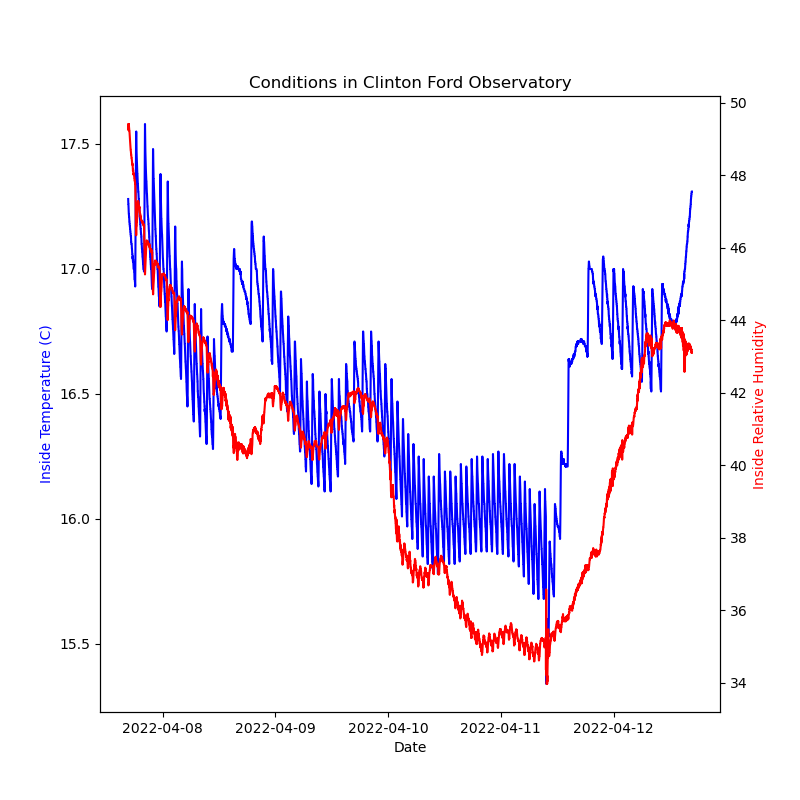 Conditions in Clinton Ford Observatory
17.5
17.0
16.5
16.0
15.5
Inside Temperature (C)
50
48
46
44
42
40
38
36
34
Inside Relative Humidity
2022-04-08 2022-04-09 2022-04-10 2022-04-11 2022-04-12
Date